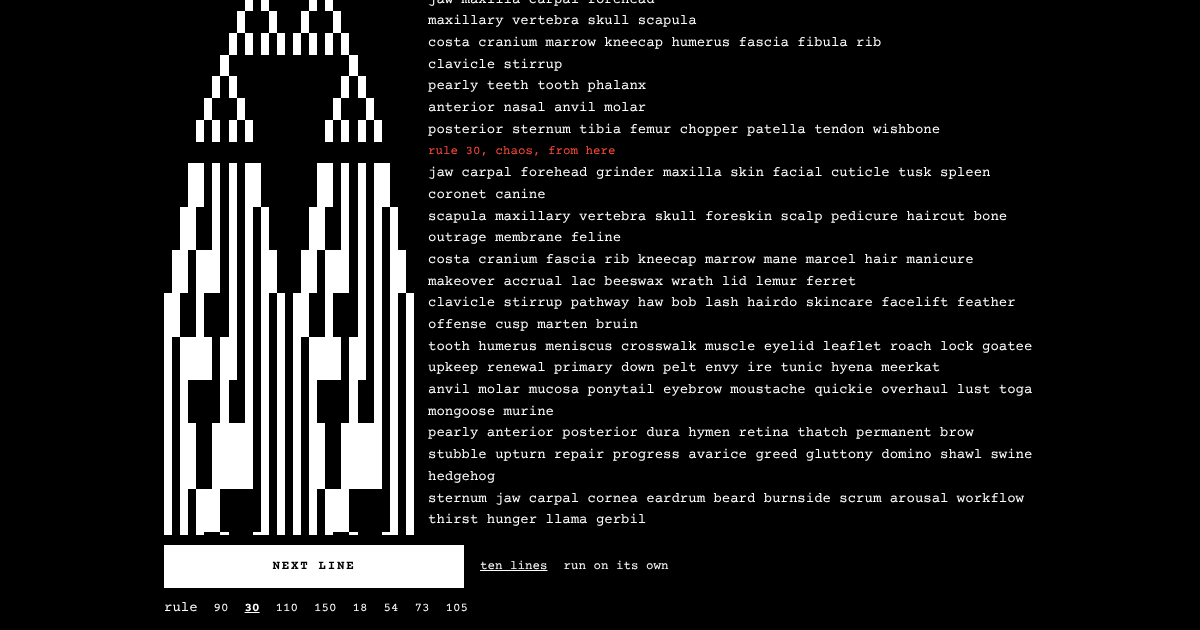 jaw maxilla carpal forehead
maxillary vertebra skull scapula
costa cranium marrow kneecap humerus fascia fibula rib
clavicle stirrup
pearly teeth tooth phalanx
anterior nasal anvil molar
posterior sternum tibia femur chopper patella tendon wishbone
rule 30, chaos, from here
jaw carpal forehead grinder maxilla skin facial cuticle tusk spleen
coronet canine
scapula maxillary vertebra skull foreskin scalp pedicure haircut bone
outrage membrane feline
costa cranium fascia rib kneecap marrow mane marcel hair manicure
makeover accrual lac beeswax wrath lid lemur ferret
clavicle stirrup pathway haw bob lash hairdo skincare facelift feather
offense cusp marten bruin
tooth humerus meniscus crosswalk muscle eyelid leaflet roach lock goatee
upkeep renewal primary down pelt envy ire tunic hyena meerkat
anvil molar mucosa ponytail eyebrow moustache quickie overhaul lust toga
mongoose murine
pearly anterior posterior dura hymen retina thatch permanent brow
stubble upturn repair progress avarice greed gluttony domino shawl swine
hedgehog
sternum jaw carpal cornea eardrum beard burnside scrum arousal workflow
thirst hunger llama gerbil
NEXT LINE ten lines run on its own
rule 90 30 110 150 18 54 73 105